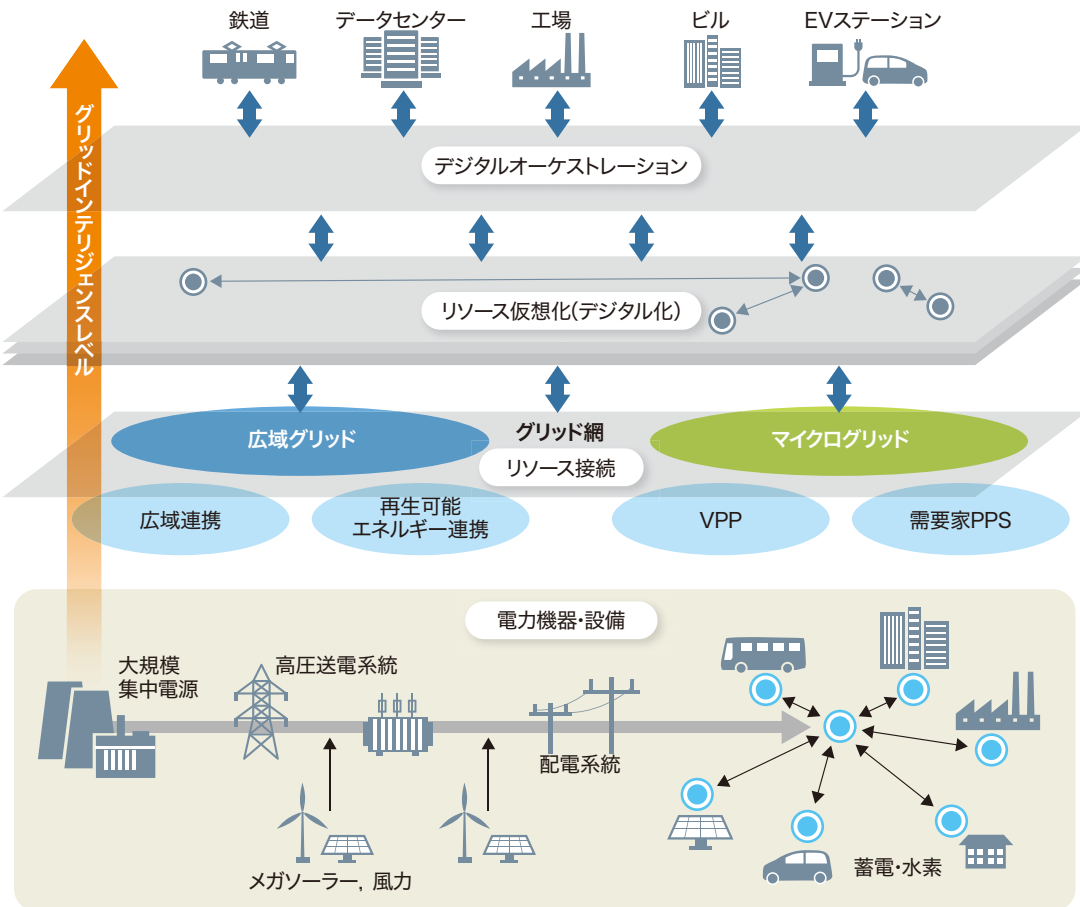 鉄道
データセンター
工場
ビル
EVステーション
グリッドインテリジェンスレベル
デジタルオーケストレーション
リソース仮想化(デジタル化)
広域グリッド
グリッド網
マイクログリッド
リソース接続
広域連携
再生可能
エネルギー連携
VPP
需要家PPS
電力機器・設備
大規模
集中電源
高圧送電系統
配電系統
メガソーラー, 風力
蓄電・水素